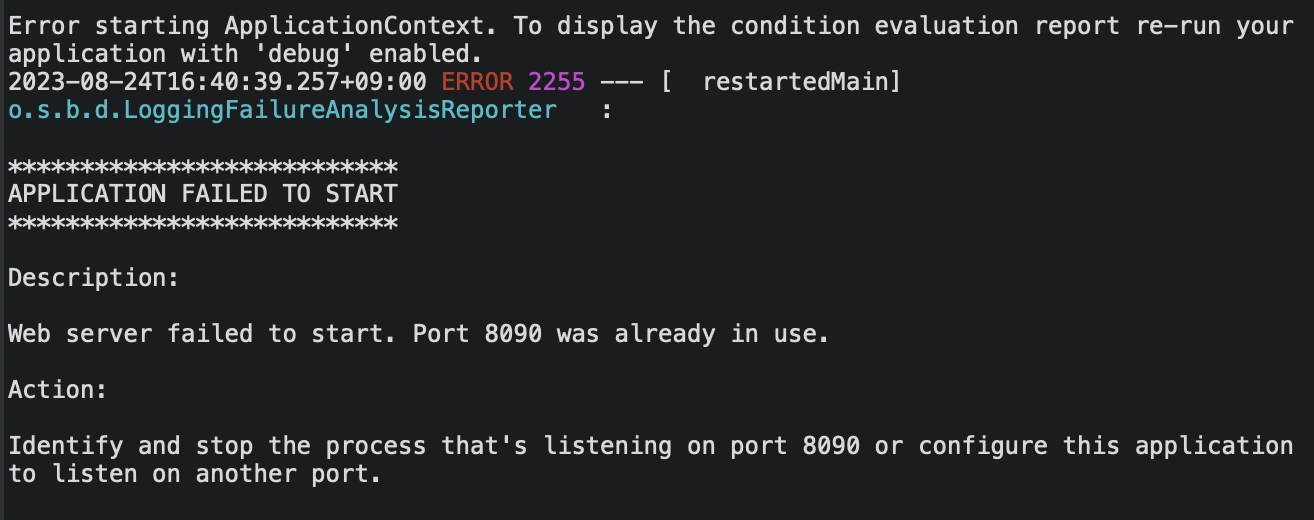 Error starting ApplicationContext. To display the condition evaluation report re-run your
application with 'debug' enabled.
2023-08-24T16:40:39.257+09:00 ERROR 2255 --- [  restartedMain]
o.s.b.d.LoggingFailureAnalysisReporter   :
***************************
APPLICATION FAILED TO START
***************************
Description:
Web server failed to start. Port 8090 was already in use.
Action:
Identify and stop the process that's listening on port 8090 or configure this application
to listen on another port.